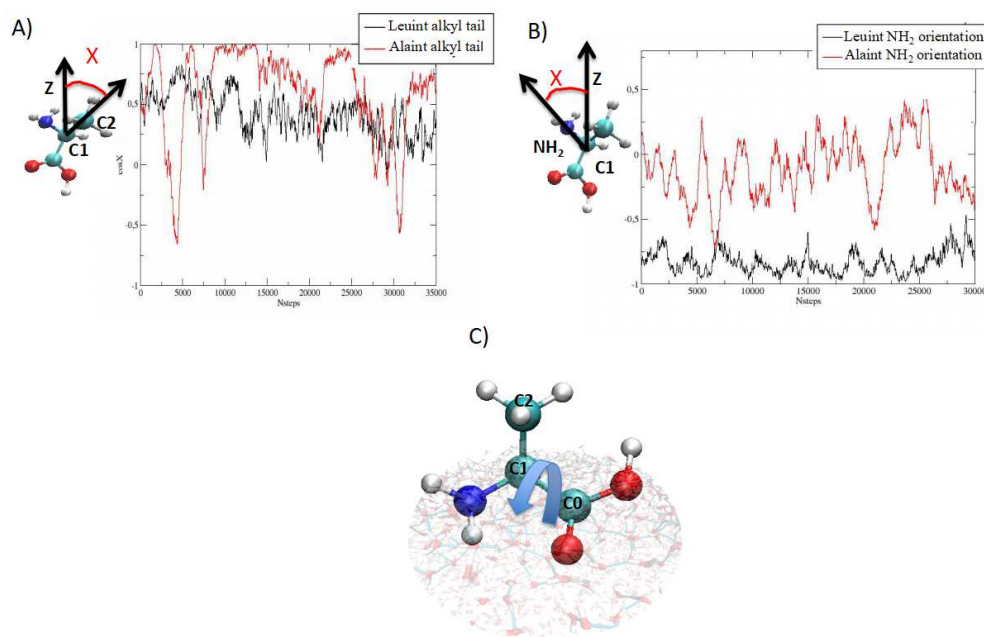 A)
Leuint alkyl tail
Alaint alkyl tail
X
Z
C2
C1
cosX
1
0,5
0
0,5
-1
0
5000
10000
15000
20000
25000
30000
35000
Nsteps
B)
Leuint NH2 orientation
Alaint NH2 orientation
X
Z
NH2
C1
0,5
0
0,5
-1
0
5000
10000
15000
20000
25000
30000
Nsteps
C)
C2
C1
C0